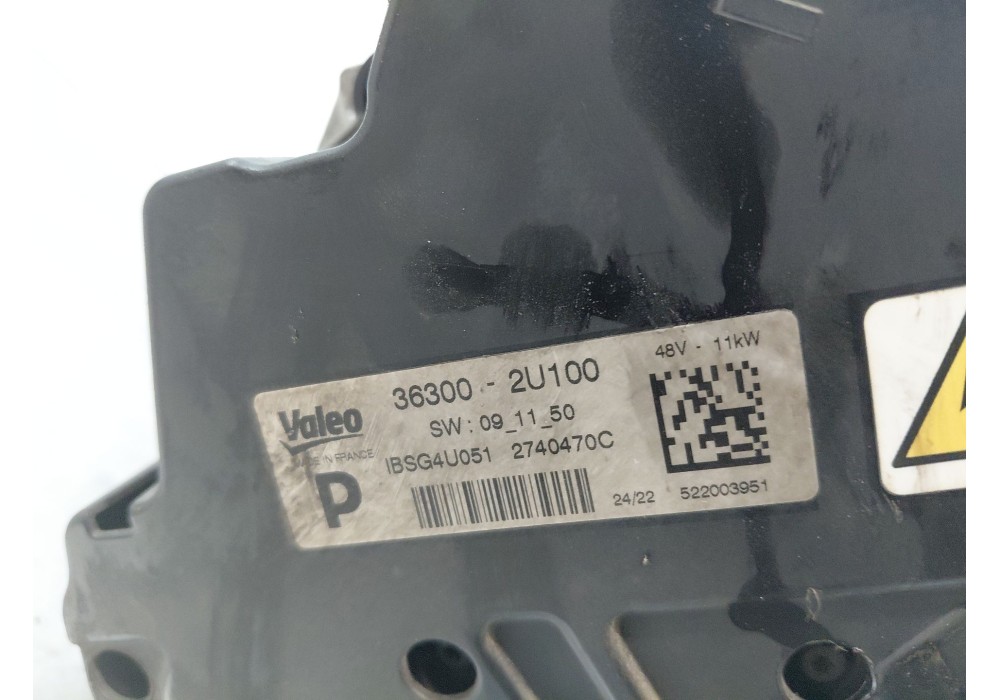 48V - 11kW
36300 - 2U100
Valeo
SW : 09_11_50
MADE IN FRANCE
IBSG4U051 2740470C
P
24/22 522003951